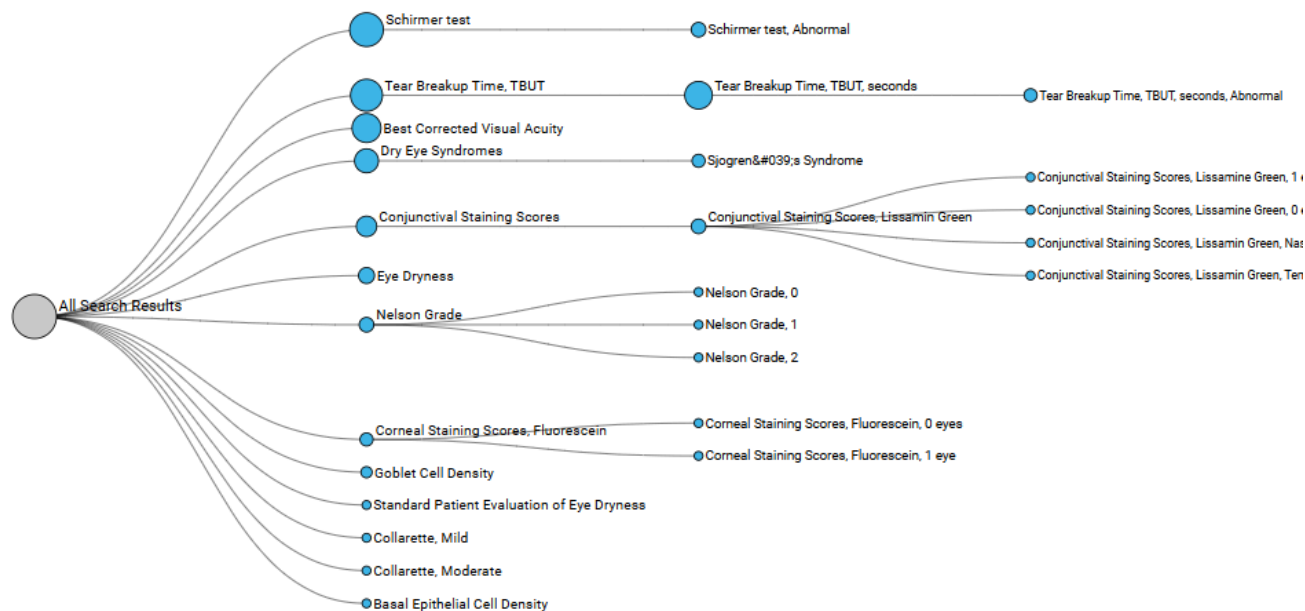 Schirmer test
Schirmer test, Abnormal
Tear Breakup Time, TBUT
Tear Breakup Time, TBUT, seconds
Tear Breakup Time, TBUT, seconds, Abnormal
Best Corrected Visual Acuity
Dry Eye Syndromes
Sjogren&#039;s Syndrome
Conjunctival Staining Scores, Lissamine Green, 1 e
Conjunctival Staining Scores, Lissamine Green, 0 e
Conjunctival Staining Scores
Conjunctival Staining Scores, Lissamin Green
Conjunctival Staining Scores, Lissamin Green, Nas
Conjunctival Staining Scores, Lissamin Green, Tem
Eye Dryness
All Search Results
Nelson Grade
Nelson Grade, 0
Nelson Grade, 1
Nelson Grade, 2
Corneal Staining Scores, Fluorescein
Corneal Staining Scores, Fluorescein, 0 eyes
Corneal Staining Scores, Fluorescein, 1 eye
Goblet Cell Density
Standard Patient Evaluation of Eye Dryness
Collarette, Mild
Collarette, Moderate
Basal Epithelial Cell Density